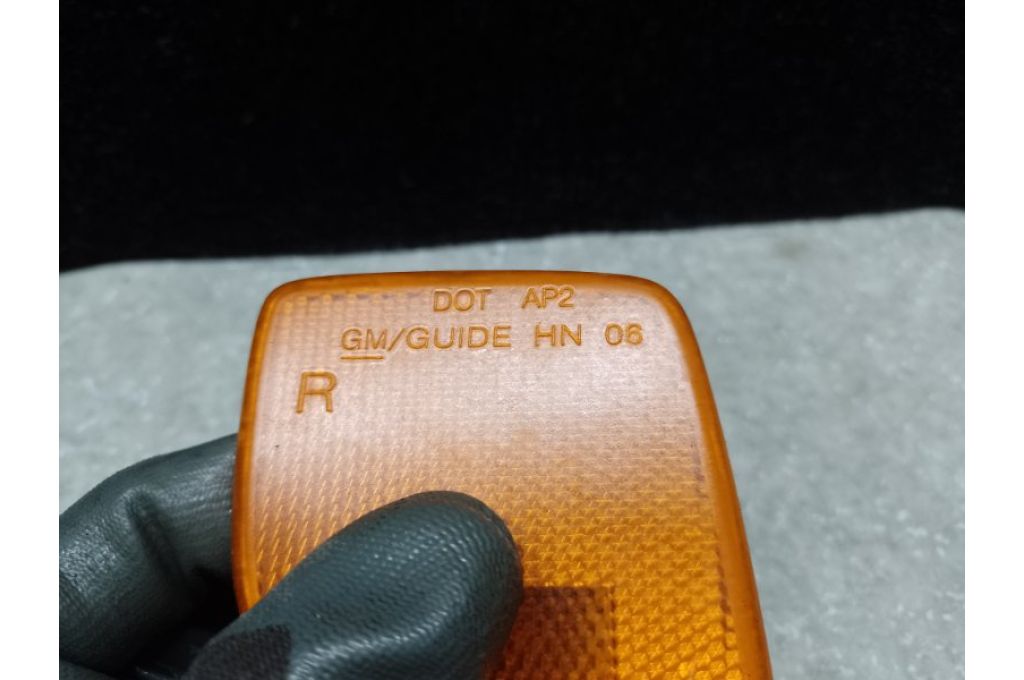 DOT AP2
GM/GUIDE HN 06
R